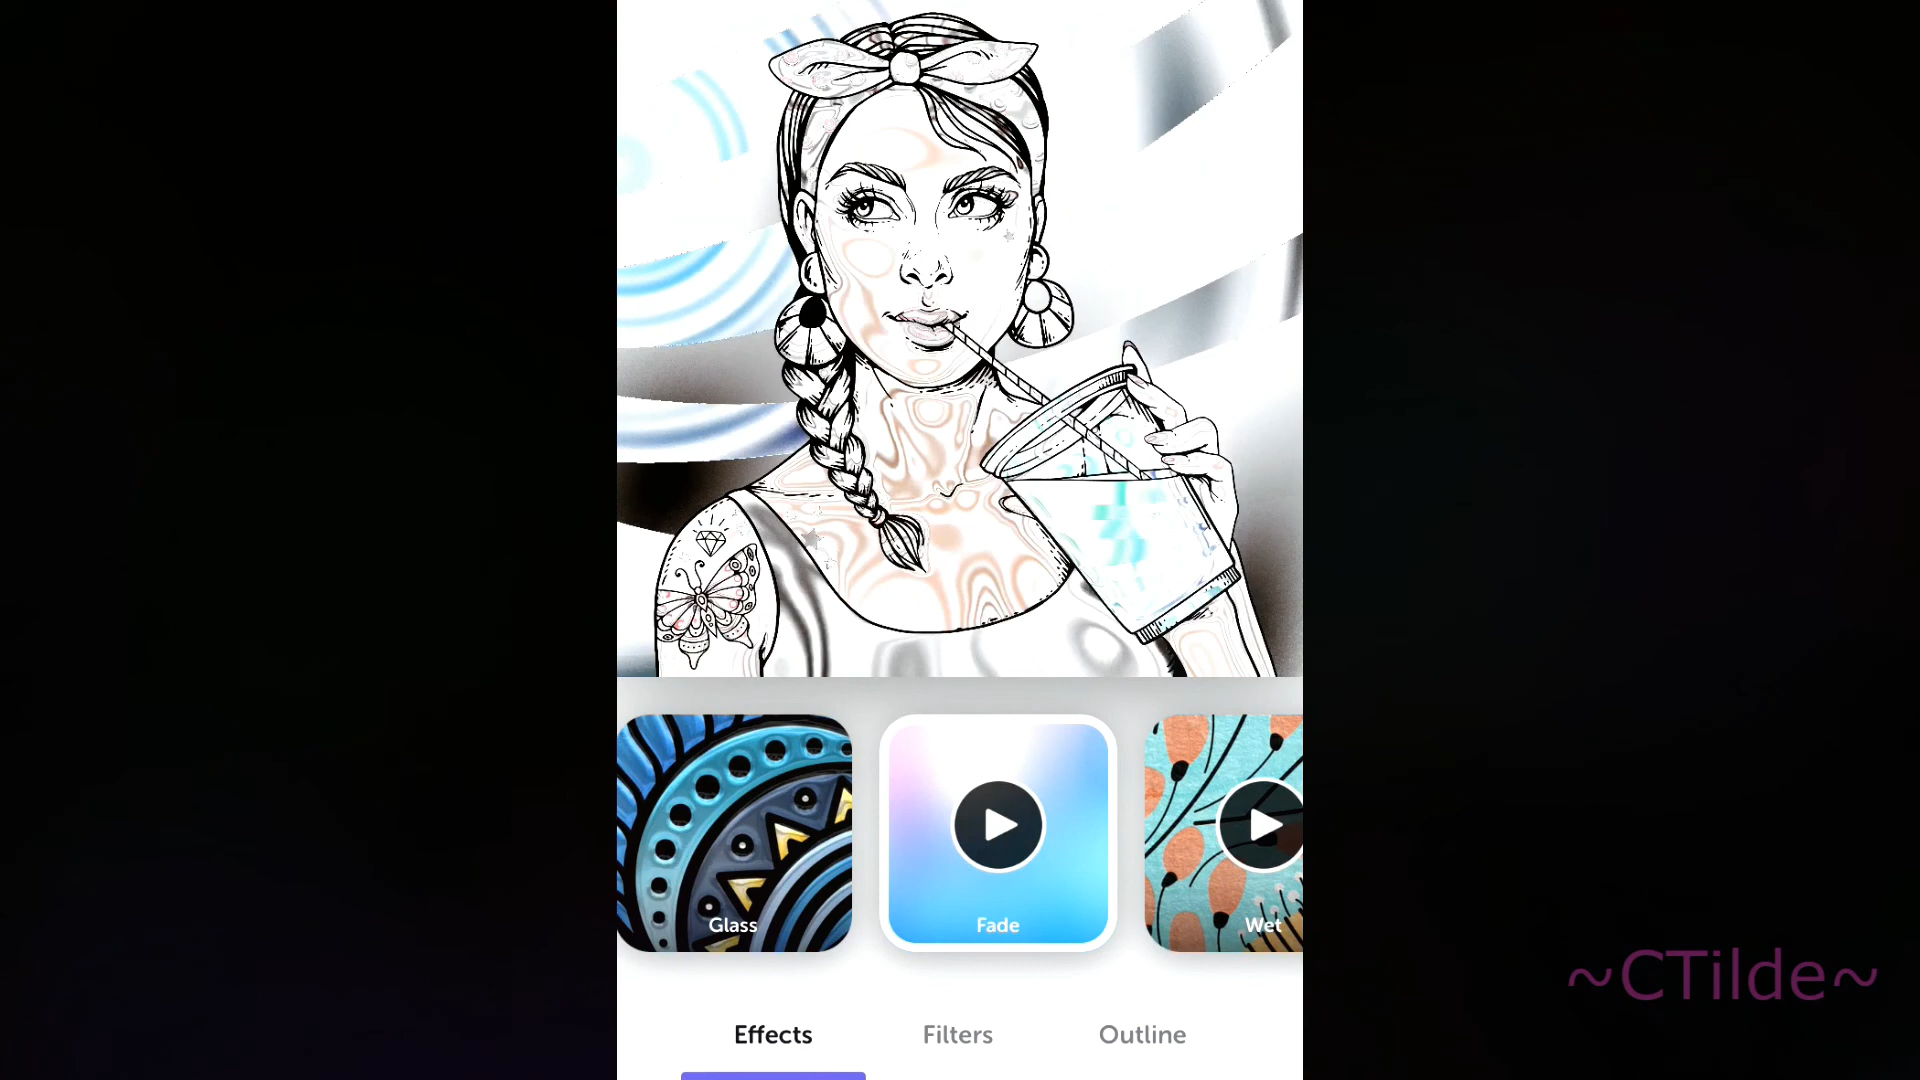 Glass
Fade
Wet
~CTilde~
Effects
Filters
Outline